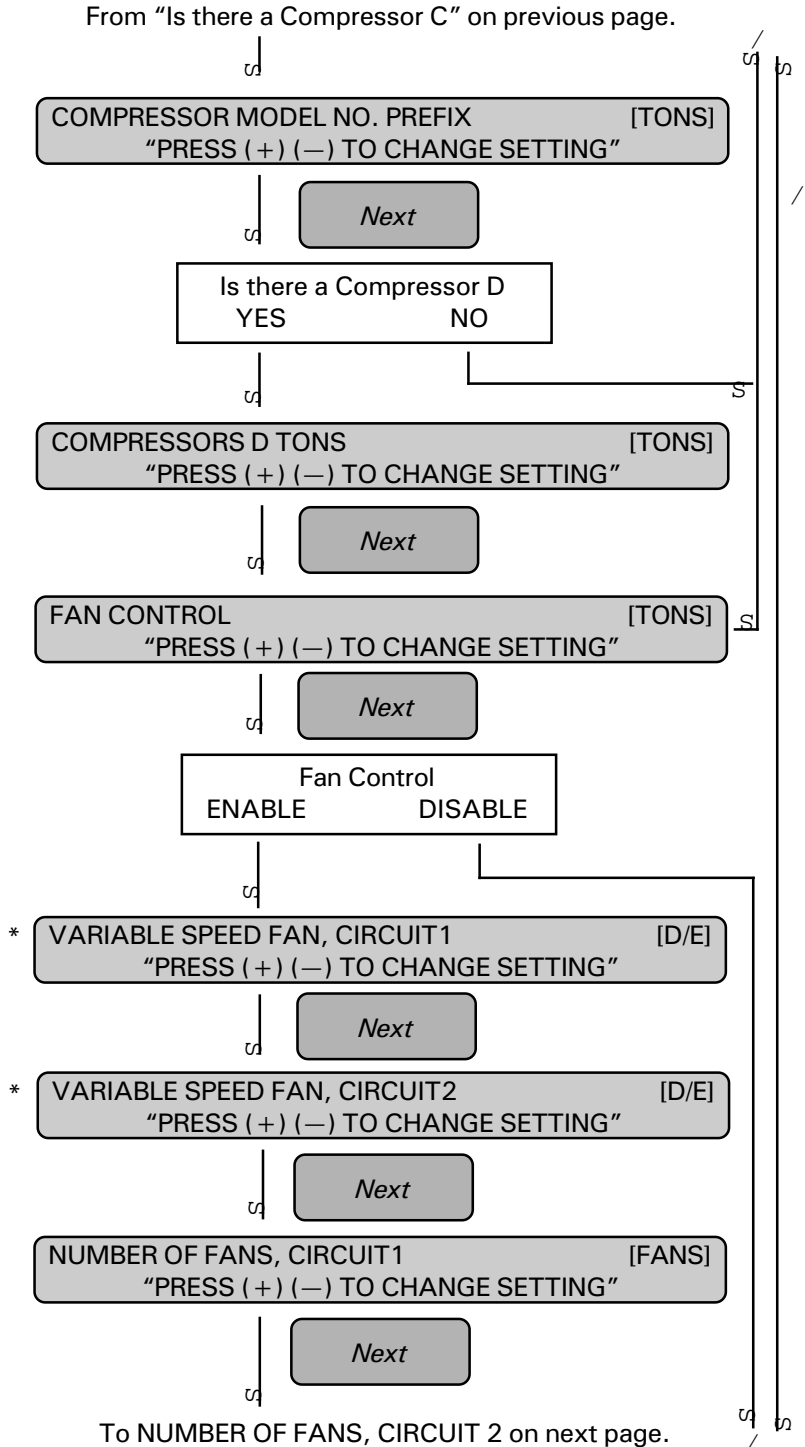 From “Is there a Compressor C” on previous page.
COMPRESSOR MODEL NO. PREFIX [TONS]
“PRESS (+) (—) TO CHANGE SETTING”
Next
Is there a Compressor D
YES NO
COMPRESSORS D TONS [TONS]
“PRESS (+) (—) TO CHANGE SETTING”
Next
FAN CONTROL [TONS]
“PRESS (+) (—) TO CHANGE SETTING”
Next
Fan Control
ENABLE DISABLE
* VARIABLE SPEED FAN, CIRCUIT1 [D/E]
“PRESS (+) (—) TO CHANGE SETTING”
Next
* VARIABLE SPEED FAN, CIRCUIT2 [D/E]
“PRESS (+) (—) TO CHANGE SETTING”
Next
NUMBER OF FANS, CIRCUIT1 [FANS]
“PRESS (+) (—) TO CHANGE SETTING”
Next
To NUMBER OF FANS, CIRCUIT 2 on next page.